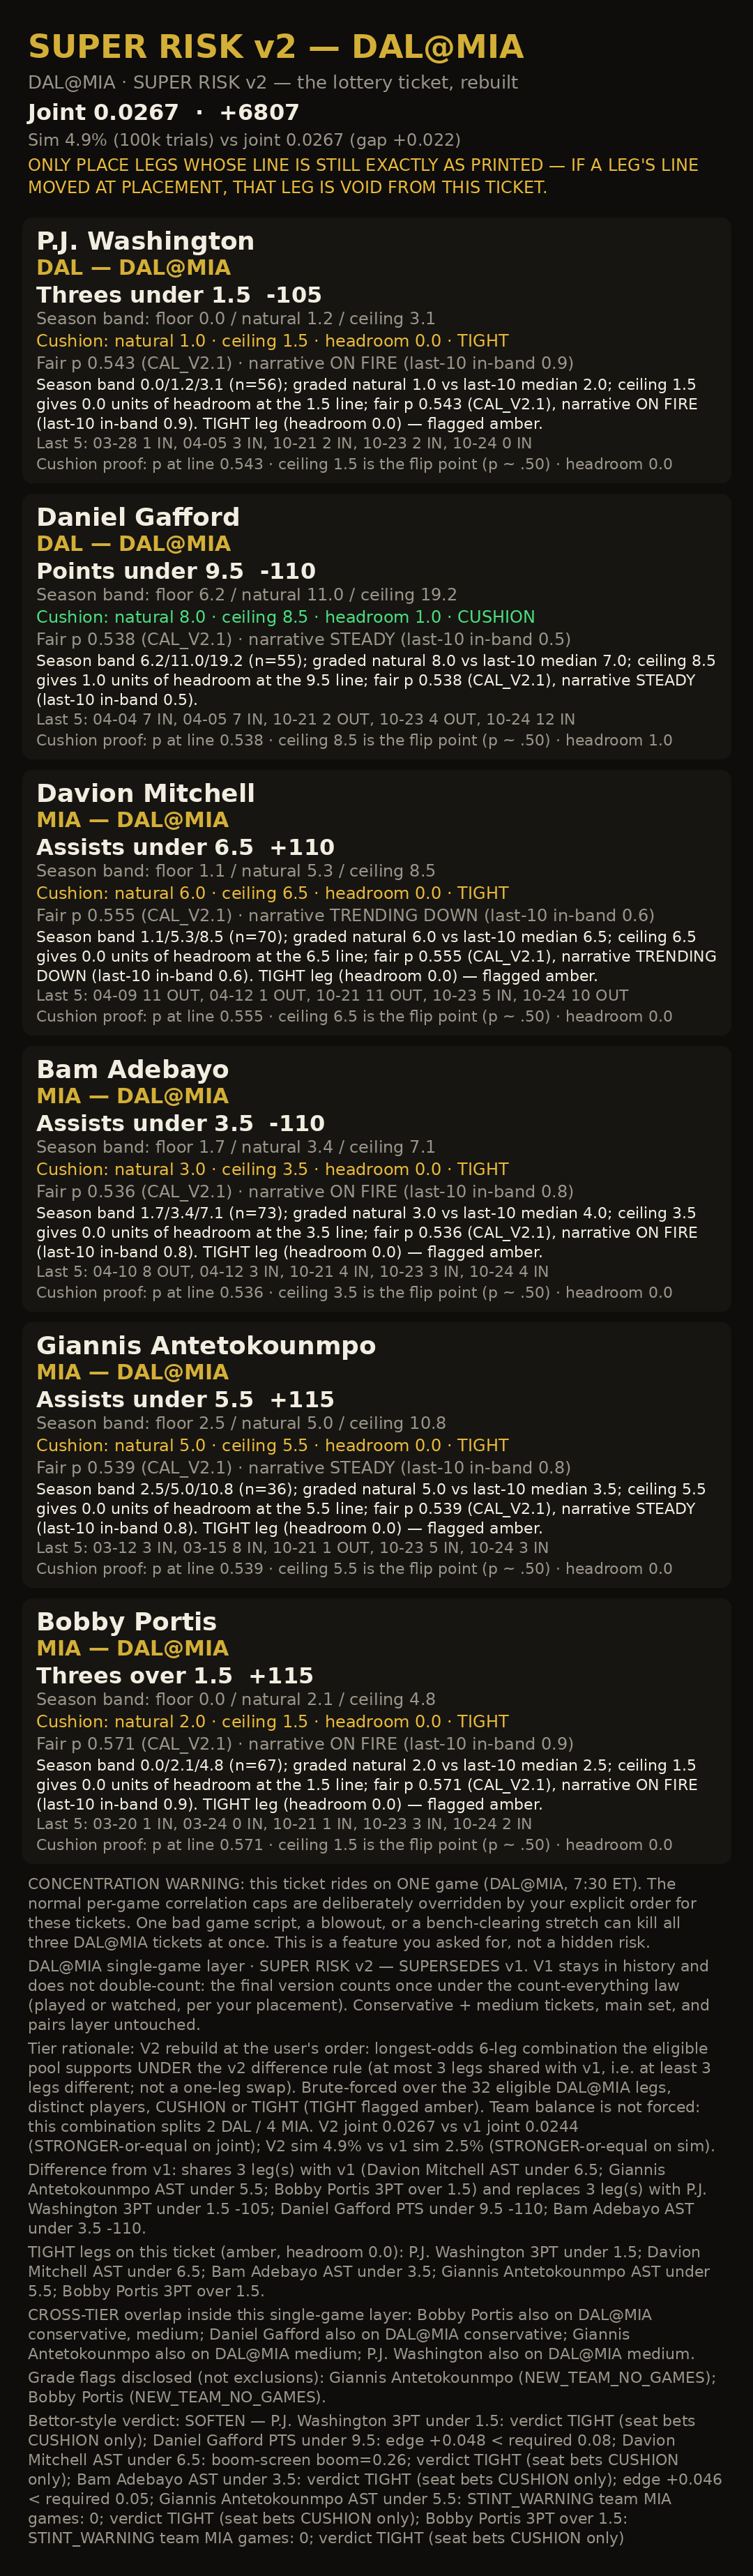 SUPER RISK v2 — DAL@MIA
DAL@MIA · SUPER RISK v2 — the lottery ticket, rebuilt
Joint 0.0267 · +6807
Sim 4.9% (100k trials) vs joint 0.0267 (gap +0.022)
ONLY PLACE LEGS WHOSE LINE IS STILL EXACTLY AS PRINTED — IF A LEG'S LINE
MOVED AT PLACEMENT, THAT LEG IS VOID FROM THIS TICKET.
P.J. Washington
DAL — DAL@MIA
Threes under 1.5 -105
Season band: floor 0.0 / natural 1.2 / ceiling 3.1
Cushion: natural 1.0 · ceiling 1.5 · headroom 0.0 · TIGHT
Fair p 0.543 (CAL_V2.1) · narrative ON FIRE (last-10 in-band 0.9)
Season band 0.0/1.2/3.1 (n=56); graded natural 1.0 vs last-10 median 2.0; ceiling 1.5
gives 0.0 units of headroom at the 1.5 line; fair p 0.543 (CAL_V2.1), narrative ON FIRE
(last-10 in-band 0.9). TIGHT leg (headroom 0.0) — flagged amber.
Last 5: 03-28 1 IN, 04-05 3 IN, 10-21 2 IN, 10-23 2 IN, 10-24 0 IN
Cushion proof: p at line 0.543 · ceiling 1.5 is the flip point (p ~ .50) · headroom 0.0
Daniel Gafford
DAL — DAL@MIA
Points under 9.5 -110
Season band: floor 6.2 / natural 11.0 / ceiling 19.2
Cushion: natural 8.0 · ceiling 8.5 · headroom 1.0 · CUSHION
Fair p 0.538 (CAL_V2.1) · narrative STEADY (last-10 in-band 0.5)
Season band 6.2/11.0/19.2 (n=55); graded natural 8.0 vs last-10 median 7.0; ceiling 8.5
gives 1.0 units of headroom at the 9.5 line; fair p 0.538 (CAL_V2.1), narrative STEADY
(last-10 in-band 0.5).
Last 5: 04-04 7 IN, 04-05 7 IN, 10-21 2 OUT, 10-23 4 OUT, 10-24 12 IN
Cushion proof: p at line 0.538 · ceiling 8.5 is the flip point (p ~ .50) · headroom 1.0
Davion Mitchell
MIA — DAL@MIA
Assists under 6.5 +110
Season band: floor 1.1 / natural 5.3 / ceiling 8.5
Cushion: natural 6.0 · ceiling 6.5 · headroom 0.0 · TIGHT
Fair p 0.555 (CAL_V2.1) · narrative TRENDING DOWN (last-10 in-band 0.6)
Season band 1.1/5.3/8.5 (n=70); graded natural 6.0 vs last-10 median 6.5; ceiling 6.5
gives 0.0 units of headroom at the 6.5 line; fair p 0.555 (CAL_V2.1), narrative TRENDING
DOWN (last-10 in-band 0.6). TIGHT leg (headroom 0.0) — flagged amber.
Last 5: 04-09 11 OUT, 04-12 1 OUT, 10-21 11 OUT, 10-23 5 IN, 10-24 10 OUT
Cushion proof: p at line 0.555 · ceiling 6.5 is the flip point (p ~ .50) · headroom 0.0
Bam Adebayo
MIA — DAL@MIA
Assists under 3.5 -110
Season band: floor 1.7 / natural 3.4 / ceiling 7.1
Cushion: natural 3.0 · ceiling 3.5 · headroom 0.0 · TIGHT
Fair p 0.536 (CAL_V2.1) · narrative ON FIRE (last-10 in-band 0.8)
Season band 1.7/3.4/7.1 (n=73); graded natural 3.0 vs last-10 median 4.0; ceiling 3.5
gives 0.0 units of headroom at the 3.5 line; fair p 0.536 (CAL_V2.1), narrative ON FIRE
(last-10 in-band 0.8). TIGHT leg (headroom 0.0) — flagged amber.
Last 5: 04-10 8 OUT, 04-12 3 IN, 10-21 4 IN, 10-23 3 IN, 10-24 4 IN
Cushion proof: p at line 0.536 · ceiling 3.5 is the flip point (p ~ .50) · headroom 0.0
Giannis Antetokounmpo
MIA — DAL@MIA
Assists under 5.5 +115
Season band: floor 2.5 / natural 5.0 / ceiling 10.8
Cushion: natural 5.0 · ceiling 5.5 · headroom 0.0 · TIGHT
Fair p 0.539 (CAL_V2.1) · narrative STEADY (last-10 in-band 0.8)
Season band 2.5/5.0/10.8 (n=36); graded natural 5.0 vs last-10 median 3.5; ceiling 5.5
gives 0.0 units of headroom at the 5.5 line; fair p 0.539 (CAL_V2.1), narrative STEADY
(last-10 in-band 0.8). TIGHT leg (headroom 0.0) — flagged amber.
Last 5: 03-12 3 IN, 03-15 8 IN, 10-21 1 OUT, 10-23 5 IN, 10-24 3 IN
Cushion proof: p at line 0.539 · ceiling 5.5 is the flip point (p ~ .50) · headroom 0.0
Bobby Portis
MIA — DAL@MIA
Threes over 1.5 +115
Season band: floor 0.0 / natural 2.1 / ceiling 4.8
Cushion: natural 2.0 · ceiling 1.5 · headroom 0.0 · TIGHT
Fair p 0.571 (CAL_V2.1) · narrative ON FIRE (last-10 in-band 0.9)
Season band 0.0/2.1/4.8 (n=67); graded natural 2.0 vs last-10 median 2.5; ceiling 1.5
gives 0.0 units of headroom at the 1.5 line; fair p 0.571 (CAL_V2.1), narrative ON FIRE
(last-10 in-band 0.9). TIGHT leg (headroom 0.0) — flagged amber.
Last 5: 03-20 1 IN, 03-24 0 IN, 10-21 1 IN, 10-23 3 IN, 10-24 2 IN
Cushion proof: p at line 0.571 · ceiling 1.5 is the flip point (p ~ .50) · headroom 0.0
CONCENTRATION WARNING: this ticket rides on ONE game (DAL@MIA, 7:30 ET). The
normal per-game correlation caps are deliberately overridden by your explicit order for
these tickets. One bad game script, a blowout, or a bench-clearing stretch can kill all
three DAL@MIA tickets at once. This is a feature you asked for, not a hidden risk.
DAL@MIA single-game layer · SUPER RISK v2 — SUPERSEDES v1. V1 stays in history and
does not double-count: the final version counts once under the count-everything law
(played or watched, per your placement). Conservative + medium tickets, main set, and
pairs layer untouched.
Tier rationale: V2 rebuild at the user's order: longest-odds 6-leg combination the eligible
pool supports UNDER the v2 difference rule (at most 3 legs shared with v1, i.e. at least 3
legs different; not a one-leg swap). Brute-forced over the 32 eligible DAL@MIA legs,
distinct players, CUSHION or TIGHT (TIGHT flagged amber). Team balance is not forced:
this combination splits 2 DAL / 4 MIA. V2 joint 0.0267 vs v1 joint 0.0244
(STRONGER-or-equal on joint); V2 sim 4.9% vs v1 sim 2.5% (STRONGER-or-equal on sim).
Difference from v1: shares 3 leg(s) with v1 (Davion Mitchell AST under 6.5; Giannis
Antetokounmpo AST under 5.5; Bobby Portis 3PT over 1.5) and replaces 3 leg(s) with P.J.
Washington 3PT under 1.5 -105; Daniel Gafford PTS under 9.5 -110; Bam Adebayo AST
under 3.5 -110.
TIGHT legs on this ticket (amber, headroom 0.0): P.J. Washington 3PT under 1.5; Davion
Mitchell AST under 6.5; Bam Adebayo AST under 3.5; Giannis Antetokounmpo AST under
5.5; Bobby Portis 3PT over 1.5.
CROSS-TIER overlap inside this single-game layer: Bobby Portis also on DAL@MIA
conservative, medium; Daniel Gafford also on DAL@MIA conservative; Giannis
Antetokounmpo also on DAL@MIA medium; P.J. Washington also on DAL@MIA medium.
Grade flags disclosed (not exclusions): Giannis Antetokounmpo (NEW_TEAM_NO_GAMES);
Bobby Portis (NEW_TEAM_NO_GAMES).
Bettor-style verdict: SOFTEN — P.J. Washington 3PT under 1.5: verdict TIGHT (seat bets
CUSHION only); Daniel Gafford PTS under 9.5: edge +0.048 < required 0.08; Davion
Mitchell AST under 6.5: boom-screen boom=0.26; verdict TIGHT (seat bets CUSHION
only); Bam Adebayo AST under 3.5: verdict TIGHT (seat bets CUSHION only); edge +0.046
< required 0.05; Giannis Antetokounmpo AST under 5.5: STINT_WARNING team MIA
games: 0; verdict TIGHT (seat bets CUSHION only); Bobby Portis 3PT over 1.5:
STINT_WARNING team MIA games: 0; verdict TIGHT (seat bets CUSHION only)